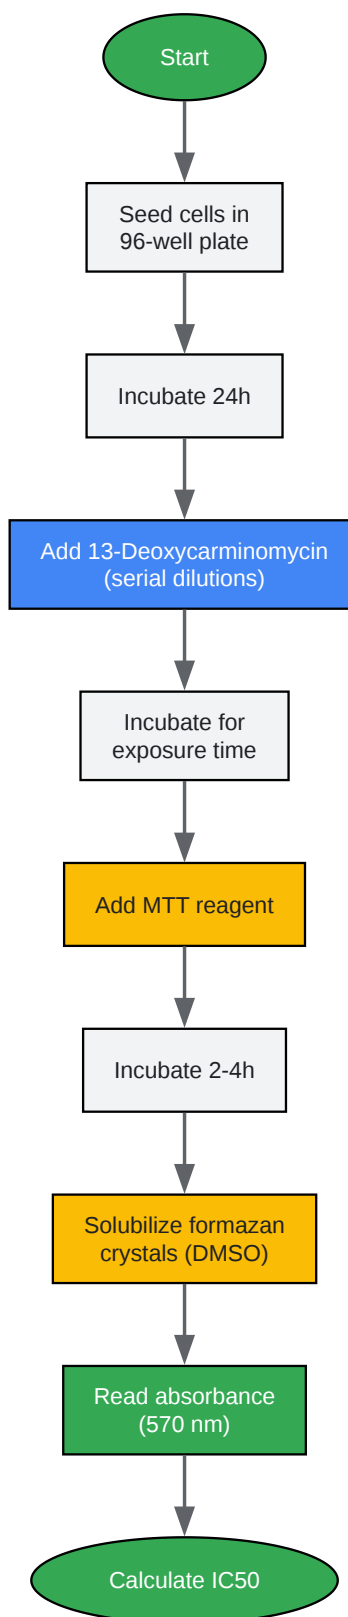 Start
Seed cells in
96-well plate
Incubate 24h
Add 13-Deoxycarminomycin
(serial dilutions)
Incubate for
exposure time
Add MTT reagent
Incubate 2-4h
Solubilize formazan
crystals (DMSO)
Read absorbance
(570 nm)
Calculate IC50